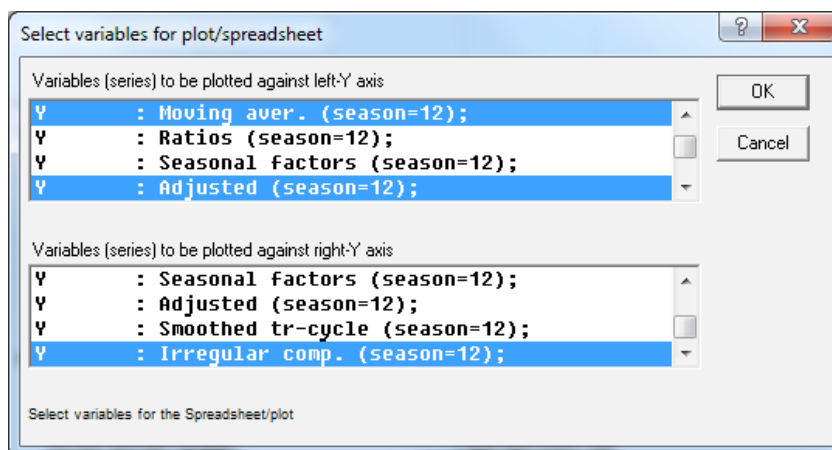 Select variables for plot/spreadsheet
Variables (series) to be plotted against left-Y axis
Y : Moving aver. (season=12);
Y : Ratios (season=12);
Y : Seasonal factors (season=12);
Y : Adjusted (season=12);
OK
Cancel
Variables (series) to be plotted against right-Y axis
Y : Seasonal factors (season=12);
Y : Adjusted (season=12);
Y : Smoothed tr-cycle (season=12);
Y : Irregular comp. (season=12);
Select variables for the Spreadsheet/plot